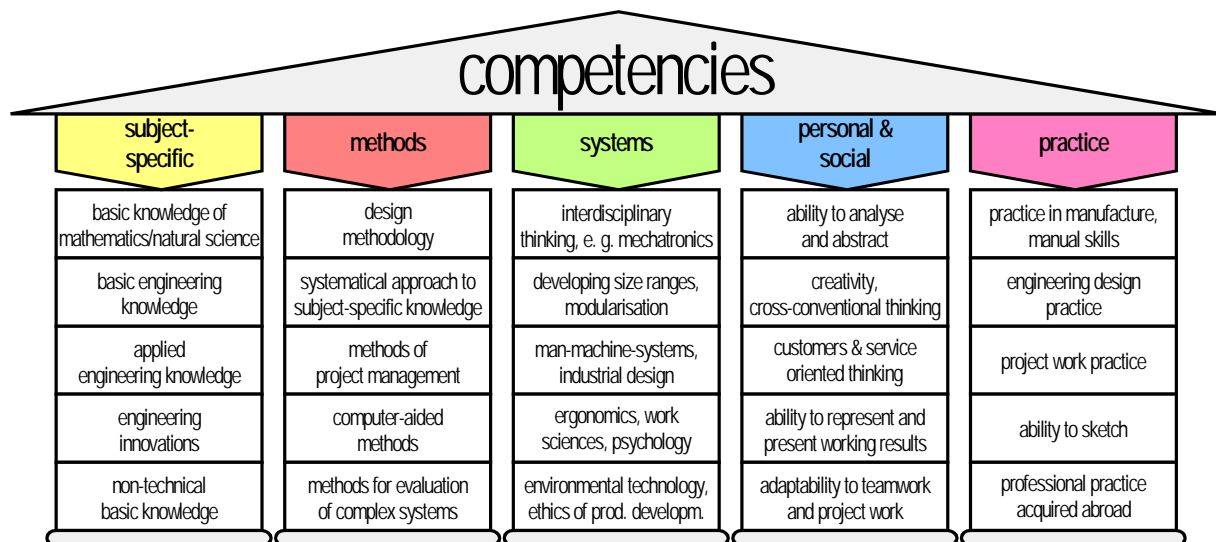 competencies
subject-
specific
basic knowledge of
mathematics/natural science
basic engineering
knowledge
applied
engineering knowledge
engineering
innovations
non-technical
basic knowledge
methods
design
methodology
systematical approach to
subject-specific knowledge
methods of
project management
computer-aided
methods
methods for evaluation
of complex systems
systems
interdisciplinary
thinking, e. g. mechatronics
developing size ranges,
modularisation
man-machine-systems,
industrial design
ergonomics, work
sciences, psychology
environmental technology,
ethics of prod. developm.
personal &
social
ability to analyse
and abstract
creativity,
cross-conventional thinking
customers & service
oriented thinking
ability to represent and
present working results
adaptability to teamwork
and project work
practice
practice in manufacture,
manual skills
engineering design
practice
project work practice
ability to sketch
professional practice
acquired abroad